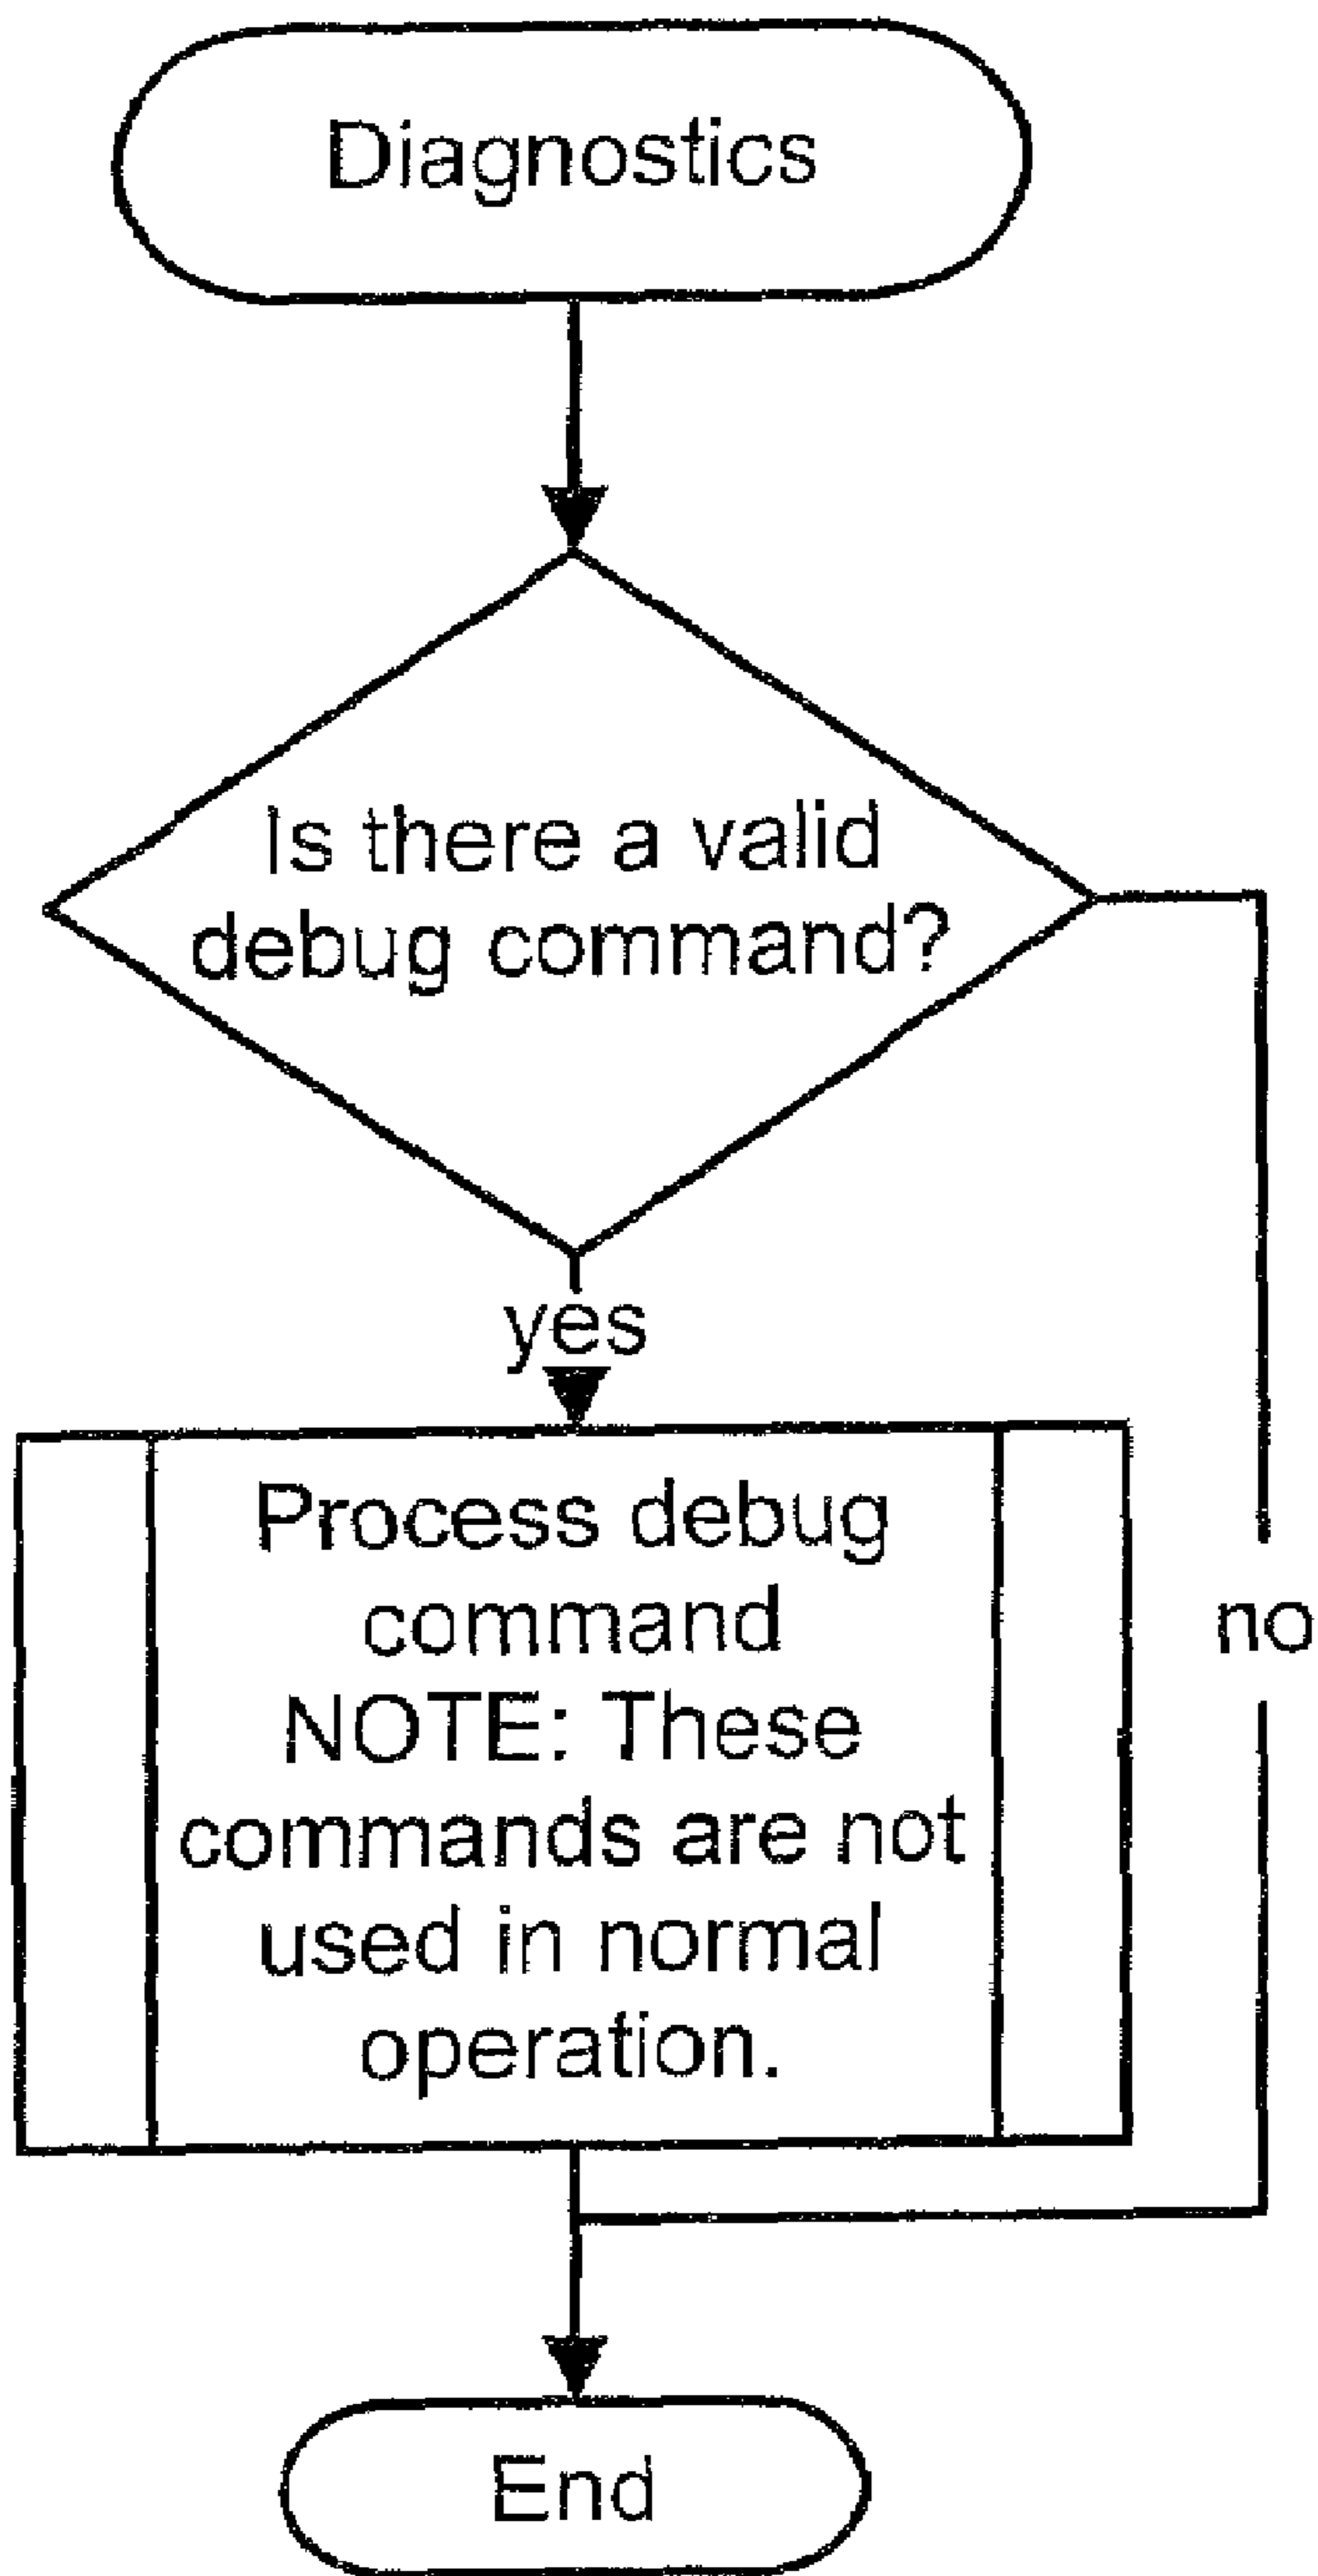 Diagnostics
Is there a valid
debug command?
yes
Process debug
command
NOTE: These
commands are not
used in normal
operation.
no
End